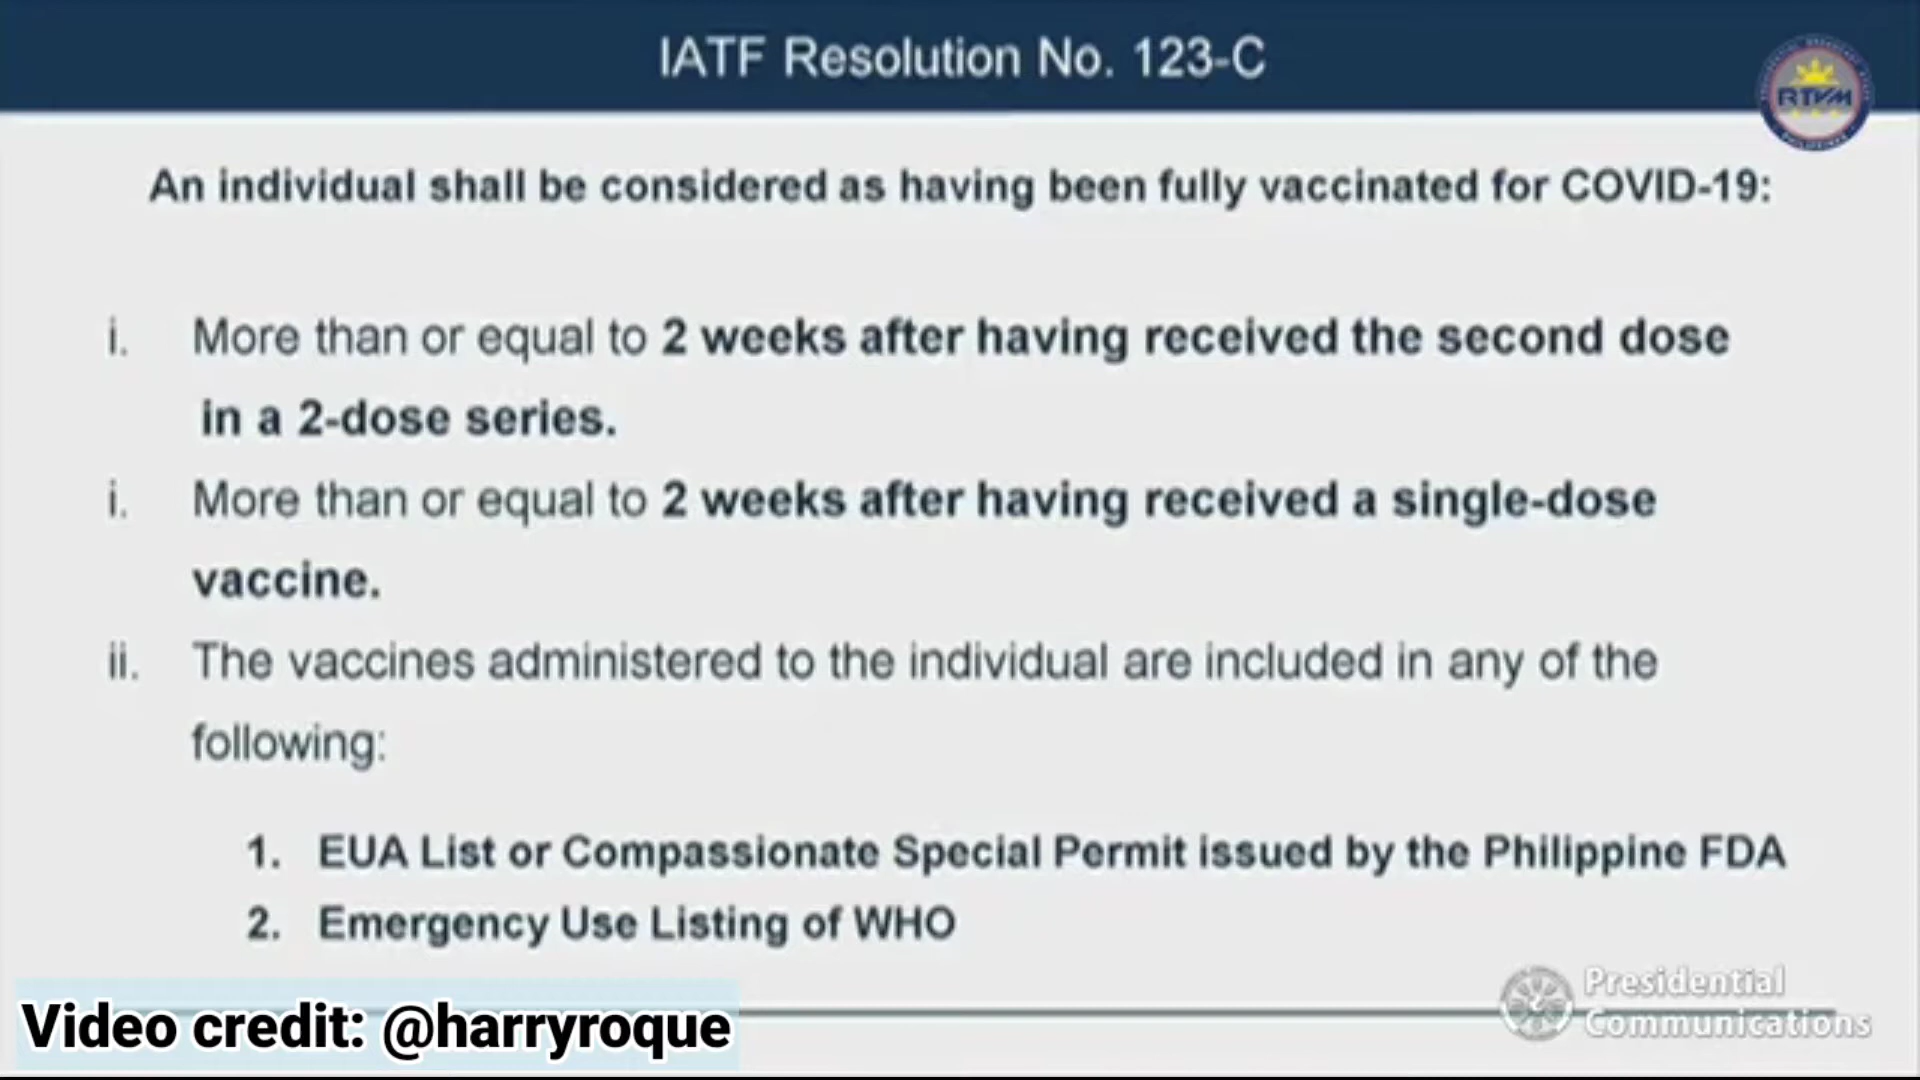 IATF Resolution No. 123-C
RTVM
PHILIPPINES
An individual shall be considered as having been fully vaccinated for COVID-19:
i. More than or equal to 2 weeks after having received the second dose
in a 2-dose series.
i. More than or equal to 2 weeks after having received a single-dose
vaccine.
ii. The vaccines administered to the individual are included in any of the
following:
1. EUA List or Compassionate Special Permit issued by the Philippine FDA
2. Emergency Use Listing of WHO
Presidential
Communications
Video credit: @harryroque